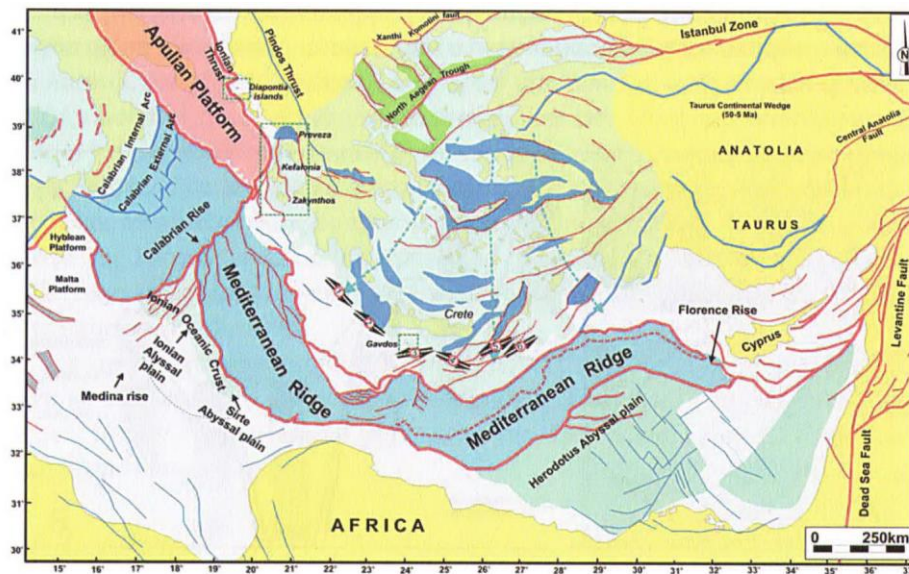 41'
40'
39'
38'
37'
36'
35'
34'
33'
32'
31'
30'
Apulian Platform
Ionian
Thrust
Pindos Thrust
Diapontia
islands
Xanthi
Komotini fault
North Aegean Trough
Istanbul Zone
N
Taurus Continental Wedge
(50-5 Ma)
Central Anatolia
Fault
ANATOLIA
TAURUS
Calabrian Internal Arc
Calabrian External Arc
Preveza
Kefalonia
Zakynthos
Calabrian Rise
Hyblean
Platform
Malta
Platform
Mediterranean Ridge
Ionian Oceanic Crust
Ionian
Abyssal
plain
Medina rise
Sirte
Abyssal plain
Crete
Gavdos
Mediterranean Ridge
Florence Rise
Cyprus
Levantine Fault
Herodotus Abyssal plain
Dead Sea Fault
AFRICA
0 250km
15' 16' 17' 18' 19' 20' 21' 22' 23' 24' 25' 26' 27' 28' 29' 30' 31' 32' 33' 34' 35' 36'